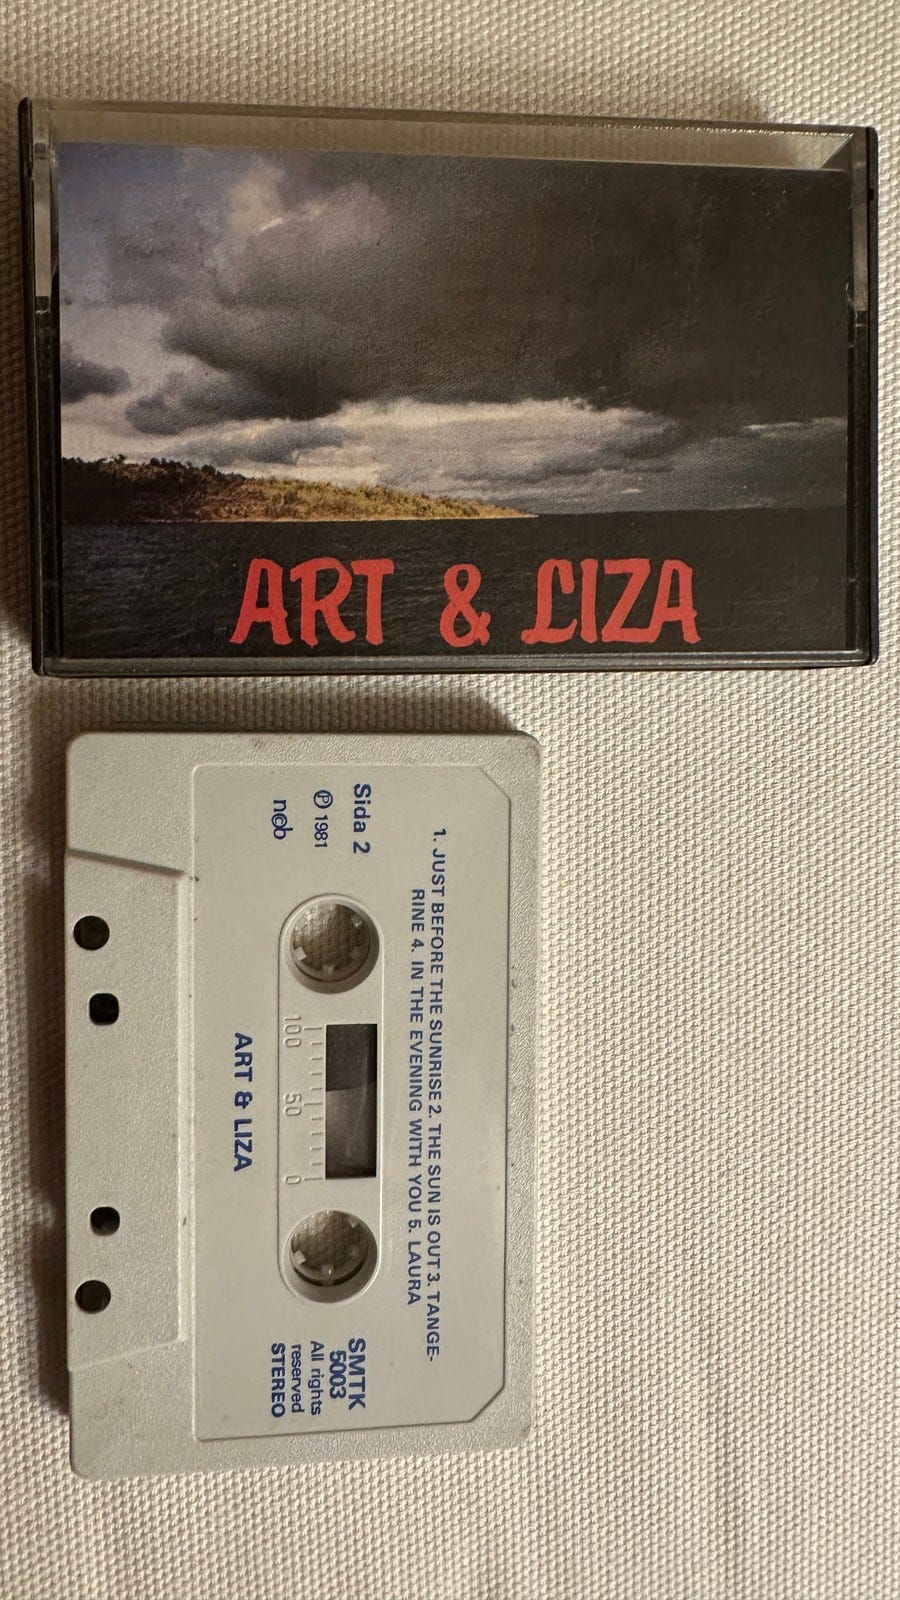 ART & LIZA
1. JUST BEFORE THE SUNRISE 2. THE SUN IS OUT 3. TANGE-
RINE 4. IN THE EVENING WITH YOU 5. LAURA
Sida 2
Ⓟ 1981
n©b
SMTK
5003
All rights
reserved
STEREO
100 50 0
ART & LIZA